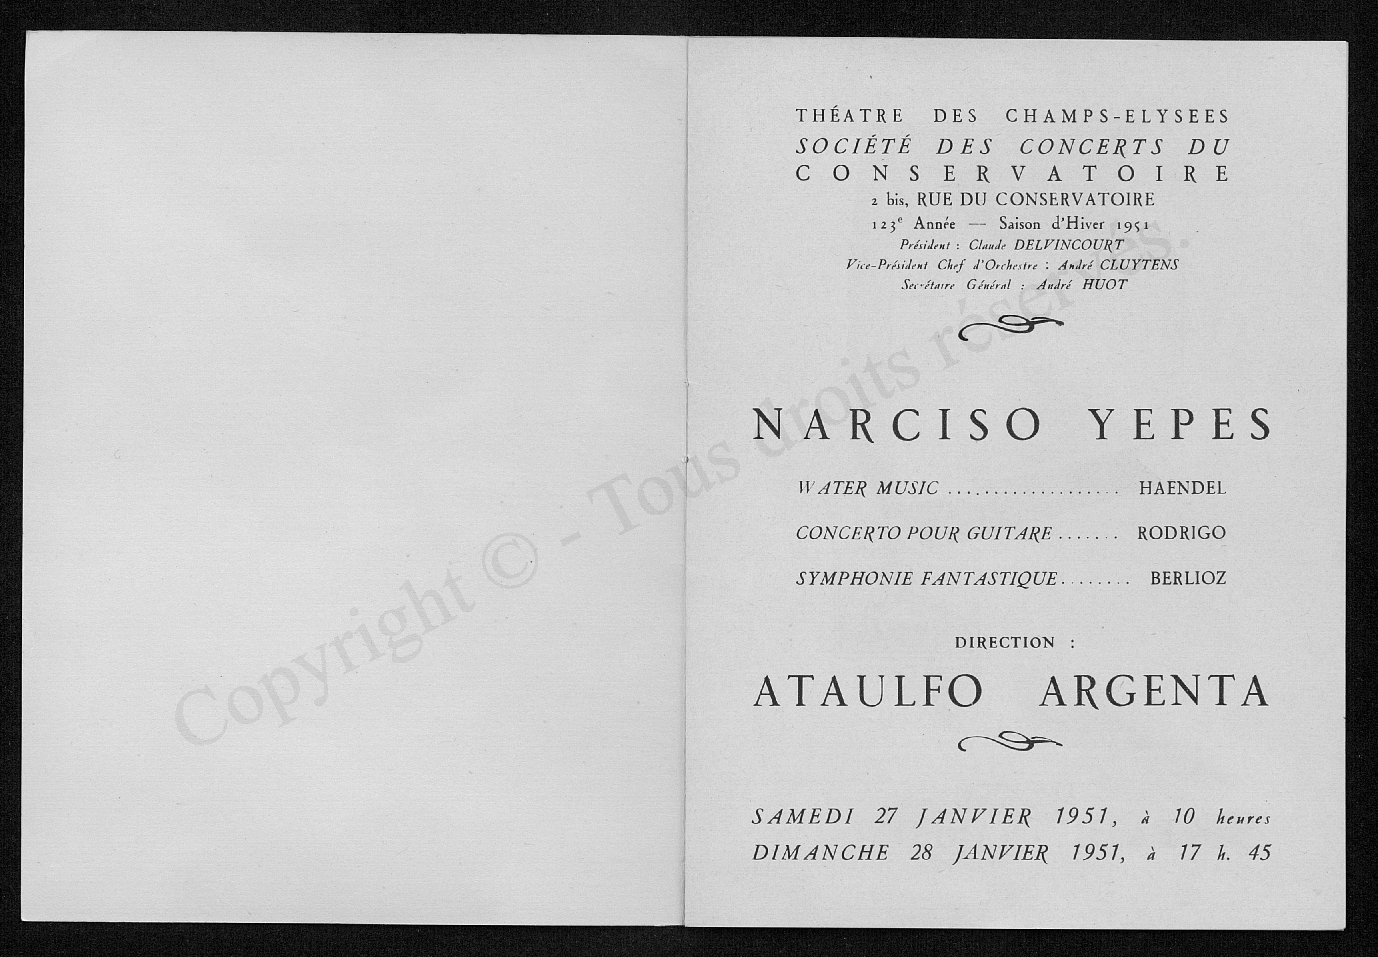 THÉATRE DES CHAMPS-ELYSEES
SOCIÉTÉ DES CONCERTS DU
CONSERVATOIRE
2 bis, RUE DU CONSERVATOIRE
123e Année — Saison d'Hiver 1951
Président : Claude DELVINCOURT
Vice-Président Chef d'Orchestre : André CLUYTENS
Secrétaire Général : André HUOT
NARCISO YEPES
WATER MUSIC ................... HAENDEL
CONCERTO POUR GUITARE ....... RODRIGO
SYMPHONIE FANTASTIQUE ........ BERLIOZ
DIRECTION :
ATAULFO ARGENTA
SAMEDI 27 JANVIER 1951, à 10 heures
DIMANCHE 28 JANVIER 1951, à 17 h. 45
Copyright © - Tous droits réservés.